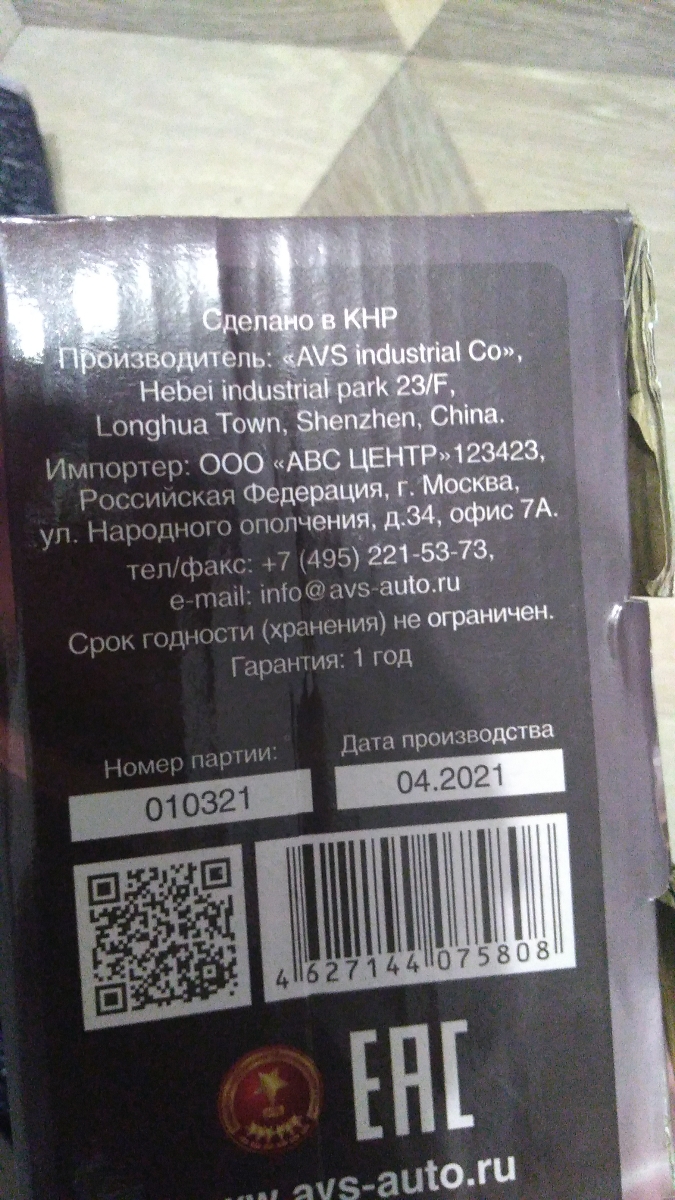 Сделано в КНР
Производитель: «AVS industrial Co»,
Hebei industrial park 23/F,
Longhua Town, Shenzhen, China.
Импортер: ООО «АВС ЦЕНТР»123423,
Российская Федерация, г. Москва,
ул. Народного ополчения, д.34, офис 7А.
тел/факс: +7 (495) 221-53-73,
e-mail: info@avs-auto.ru
Срок годности (хранения) не ограничен.
Гарантия: 1 год
Номер партии: Дата производства
010321 04.2021
4 627144 075808
EAC
www.avs-auto.ru